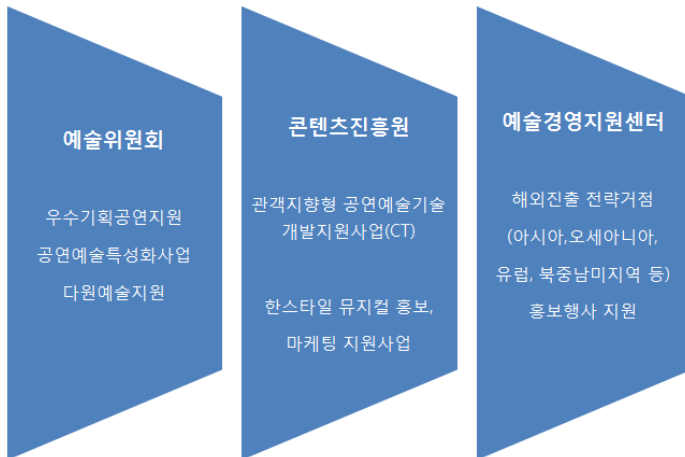 예술위원회
우수기획공연지원
공연예술특성화사업
다원예술지원
콘텐츠진흥원
관객지향형 공연예술기술
개발지원사업(CT)
한스타일 뮤지컬 홍보,
마케팅 지원사업
예술경영지원센터
해외진출 전략거점
(아시아,오세아니아,
유럽, 북중남미지역 등)
홍보행사 지원